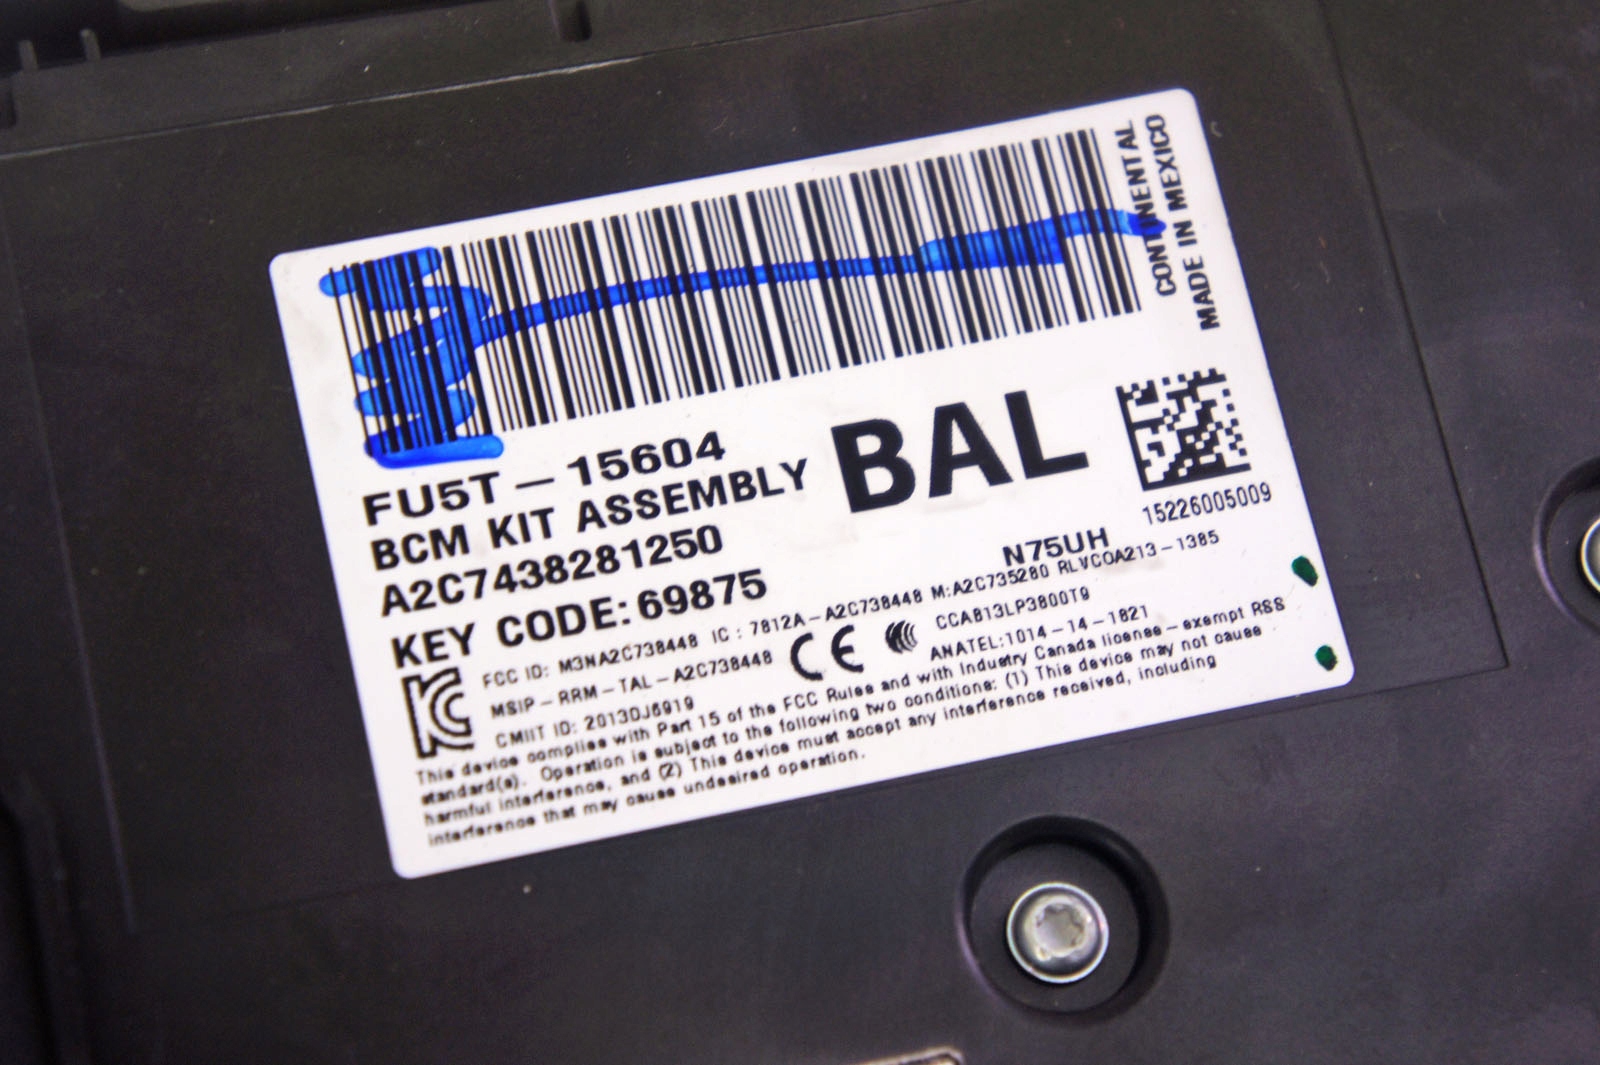 CONTINENTAL
MADE IN MEXICO
FU5T-15604
BCM KIT ASSEMBLY
BAL
A2C7438281250
KEY CODE: 69875
15226005009
N75UH
FCC ID: M3NA2C738448 IC: 7812A-A2C738448 M:A2C735280 RLVCOA213-1385
MSIP-RRM-TAL-A2C738448
CE
CCAB13LP3800T9
CMIIT ID: 2013DJ6919
ANATEL:1014-14-1821
This device complies with Part 15 of the FCC Rules and with Industry Canada license-exempt RSS
standard(s). Operation is subject to the following two conditions: (1) This device may not cause
harmful interference, and (2) This device must accept any interference received, including
interference that may cause undesired operation.